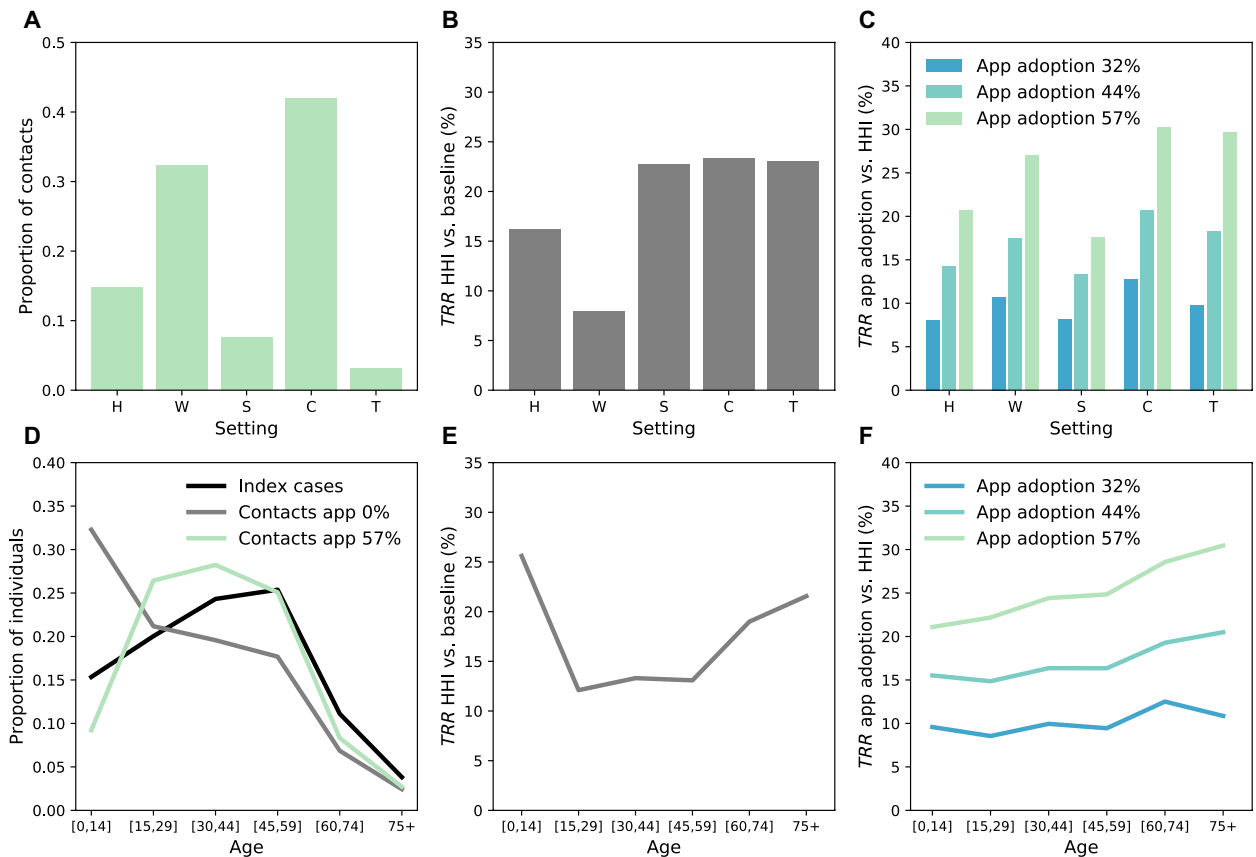 A
Proportion of contacts
0.5
0.4
0.3
0.2
0.1
0.0
H W S C T
Setting
B
TRR HHI vs. baseline (%)
35
30
25
20
15
10
5
0
H W S C T
Setting
C
TRR app adoption vs. HHI (%)
40
35
30
25
20
15
10
5
0
App adoption 32%
App adoption 44%
App adoption 57%
H W S C T
Setting
D
Proportion of individuals
0.40
0.35
0.30
0.25
0.20
0.15
0.10
0.05
0.00
Index cases
Contacts app 0%
Contacts app 57%
[0,14] [15,29] [30,44] [45,59] [60,74] 75+
Age
E
TRR HHI vs. baseline (%)
35
30
25
20
15
10
5
0
[0,14] [15,29] [30,44] [45,59] [60,74] 75+
Age
F
TRR app adoption vs. HHI (%)
40
35
30
25
20
15
10
5
0
App adoption 32%
App adoption 44%
App adoption 57%
[0,14] [15,29] [30,44] [45,59] [60,74] 75+
Age